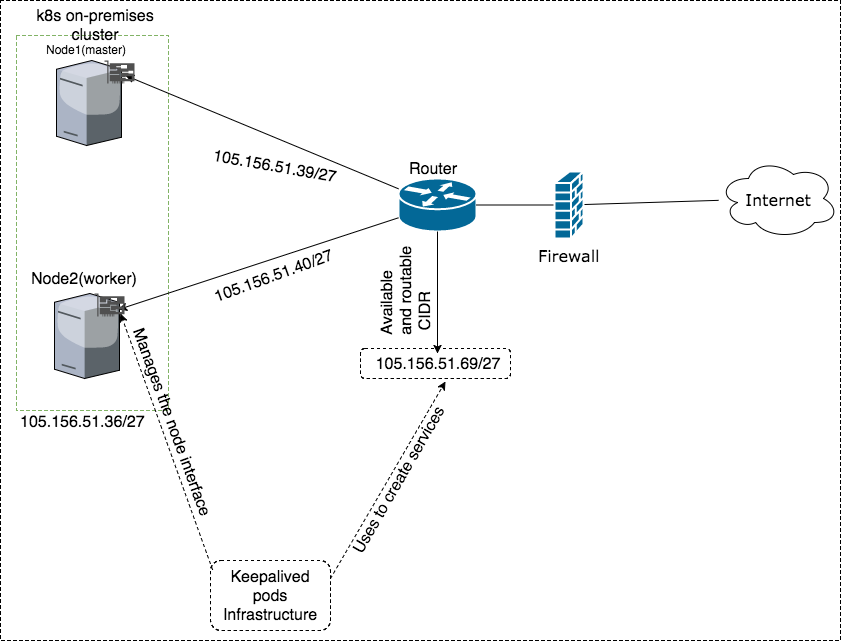 k8s on-premises
cluster
Node1(master)
105.156.51.39/27
Router
Internet
Firewall
Node2(worker)
105.156.51.40/27
Available
and routable
CIDR
105.156.51.69/27
105.156.51.36/27
Manages the node interface
Uses to create services
Keepalived
pods
Infrastructure